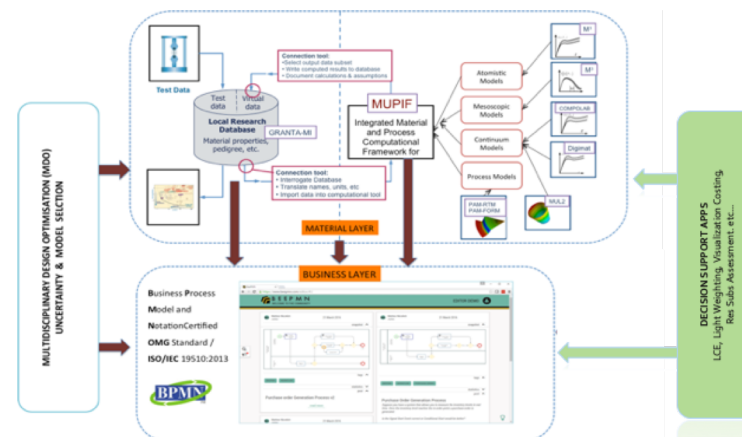 MULTIDISCIPLINARY DESIGN OPTIMISATION (MDO)
UNCERTAINTY & MODEL SELCTION
Test Data
Test
data
Virtual
data
Local Research
Database
Material properties,
pedigree, etc.
GRANTA-MI
Connection tool:
•Select output data subset
• Write computed results to database
• Document calculations & assumptions
Connection tool:
• Interrogate Database
• Translate names, units, etc
• Import data into computational tool
MUPIF
Integrated Material
and Process
Computational
Framework for
Atomistic
Models
Mesoscopic
Models
Continuum
Models
Process Models
COMPOLAB
Digimat
MUL2
PAM-RTM
PAM-FORM
MATERIAL LAYER
BUSINESS LAYER
Business Process
Model and
NotationCertified
OMG Standard /
ISO/IEC 19510:2013
BPMN
BEEPMN
Purchase order Generation Process
DECISION SUPPORT APPS
LCE, Light Weighting, Visualization Costing,
Res Subs Assessment. etc...